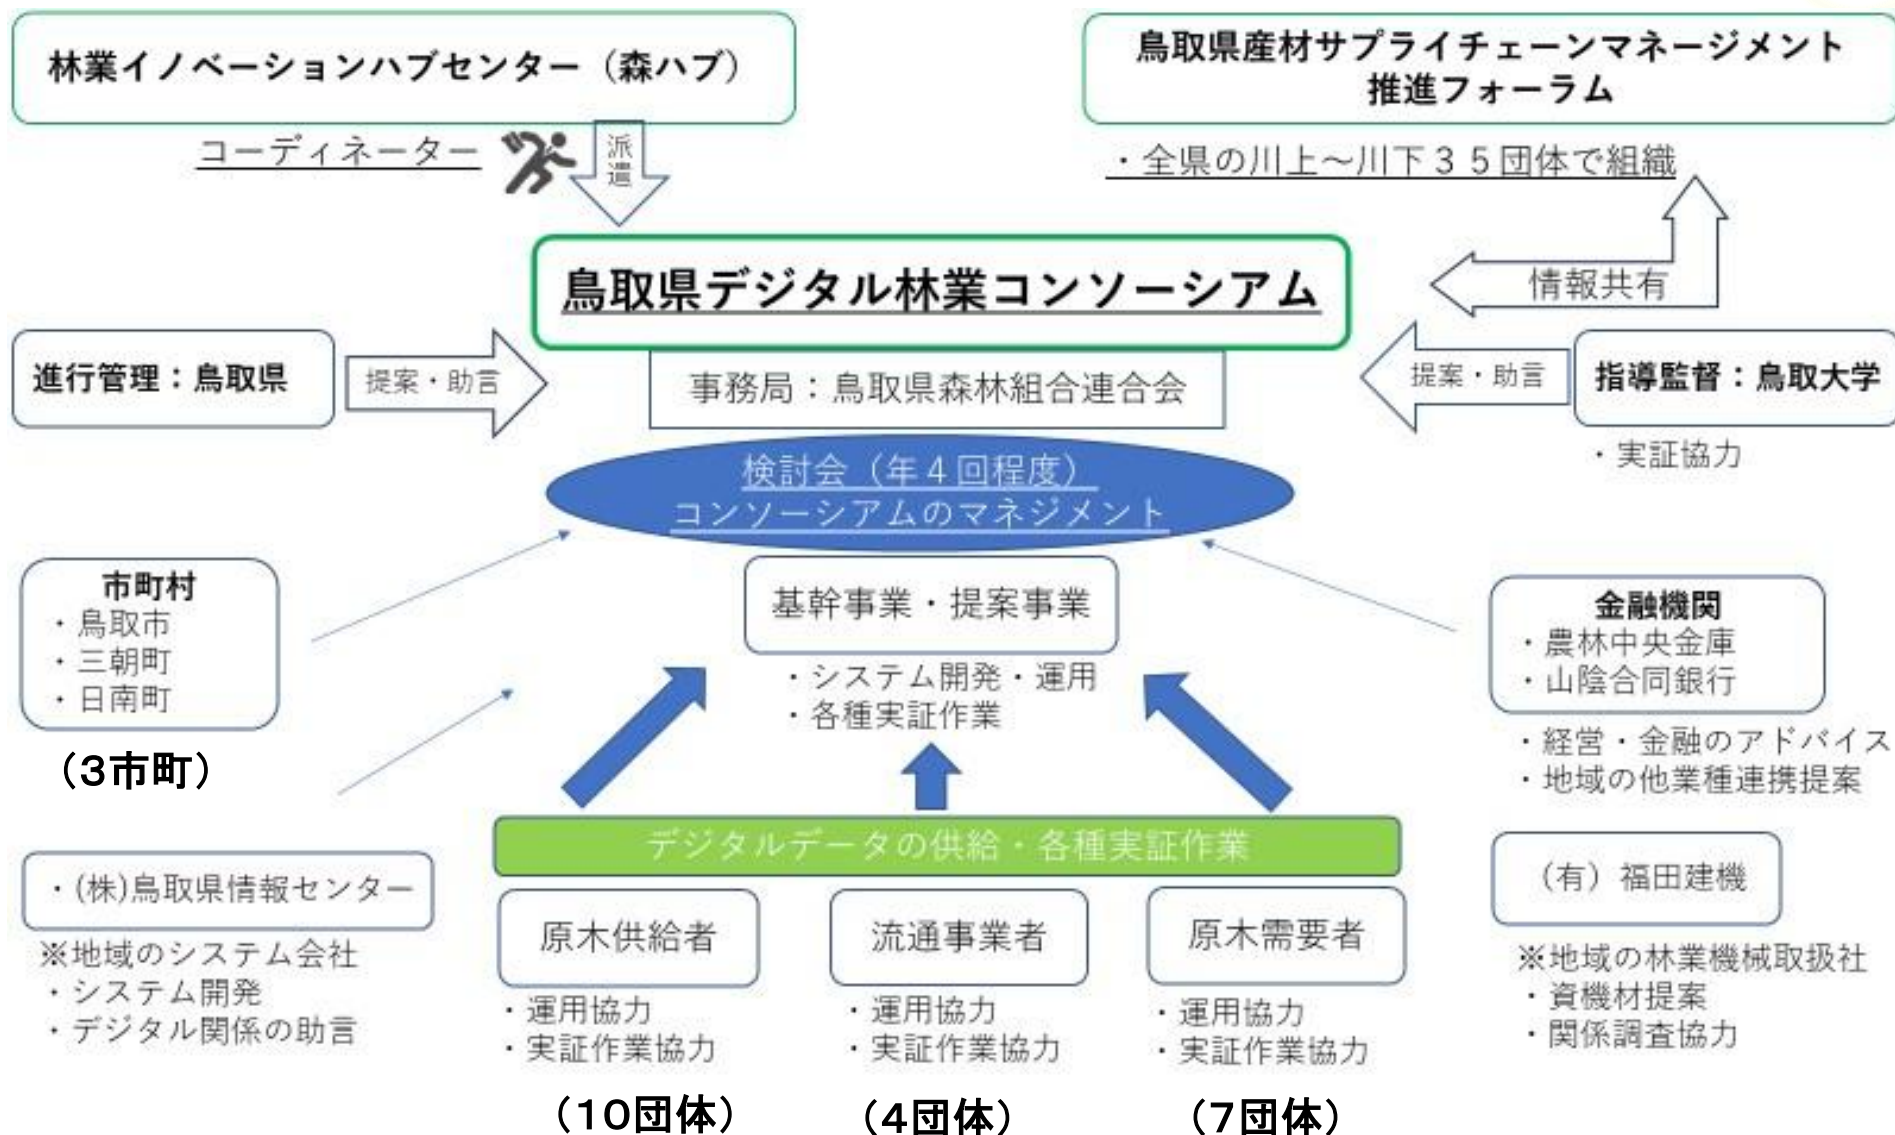 林業イノベーションハブセンター（森ハブ）
コーディネーター
派遣
鳥取県産材サプライチェーンマネージメント
推進フォーラム
・全県の川上～川下３５団体で組織
情報共有
鳥取県デジタル林業コンソーシアム
事務局：鳥取県森林組合連合会
進行管理：鳥取県
提案・助言
提案・助言
指導監督：鳥取大学
・実証協力
検討会（年４回程度）
コンソーシアムのマネジメント
基幹事業・提案事業
・システム開発・運用
・各種実証作業
市町村
・鳥取市
・三朝町
・日南町
（3市町）
金融機関
・農林中央金庫
・山陰合同銀行
・経営・金融のアドバイス
・地域の他業種連携提案
・(株)鳥取県情報センター
※地域のシステム会社
・システム開発
・デジタル関係の助言
デジタルデータの供給・各種実証作業
原木供給者
・運用協力
・実証作業協力
（10団体）
流通事業者
・運用協力
・実証作業協力
（4団体）
原木需要者
・運用協力
・実証作業協力
（7団体）
（有）福田建機
※地域の林業機械取扱社
・資機材提案
・関係調査協力